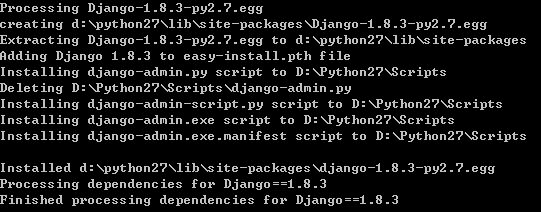 Processing Django-1.8.3-py2.7.egg
creating d:\python27\lib\site-packages\Django-1.8.3-py2.7.egg
Extracting Django-1.8.3-py2.7.egg to d:\python27\lib\site-packages
Adding Django 1.8.3 to easy-install.pth file
Installing django-admin.py script to D:\Python27\Scripts
Deleting D:\Python27\Scripts\django-admin.py
Installing django-admin-script.py script to D:\Python27\Scripts
Installing django-admin.exe script to D:\Python27\Scripts
Installing django-admin.exe.manifest script to D:\Python27\Scripts
Installed d:\python27\lib\site-packages\django-1.8.3-py2.7.egg
Processing dependencies for Django==1.8.3
Finished processing dependencies for Django==1.8.3